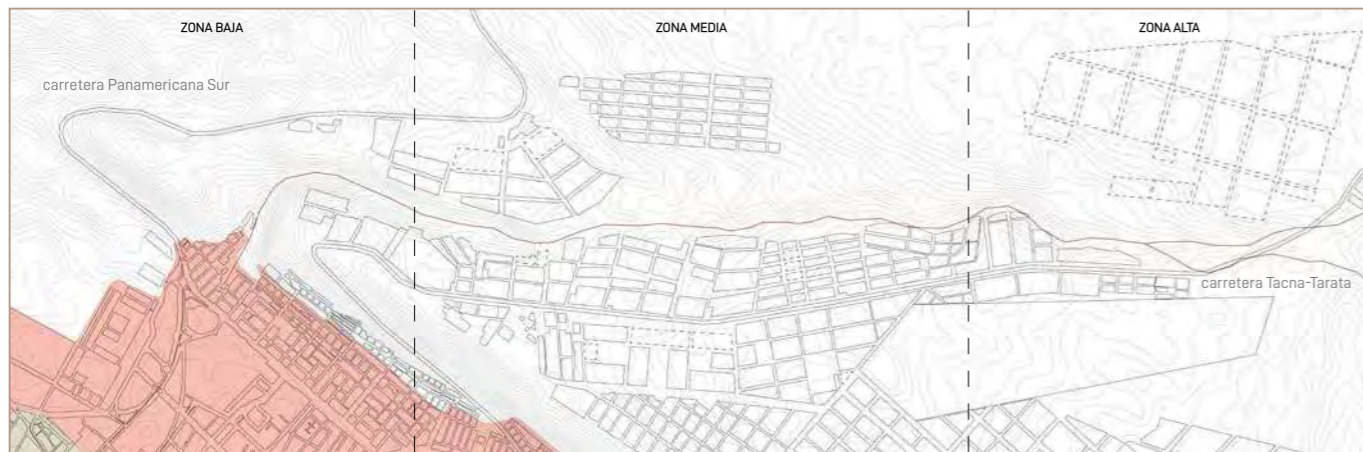 ZONA BAJA
ZONA MEDIA
ZONA ALTA
carretera Panamericana Sur
carretera Tacna-Tarata